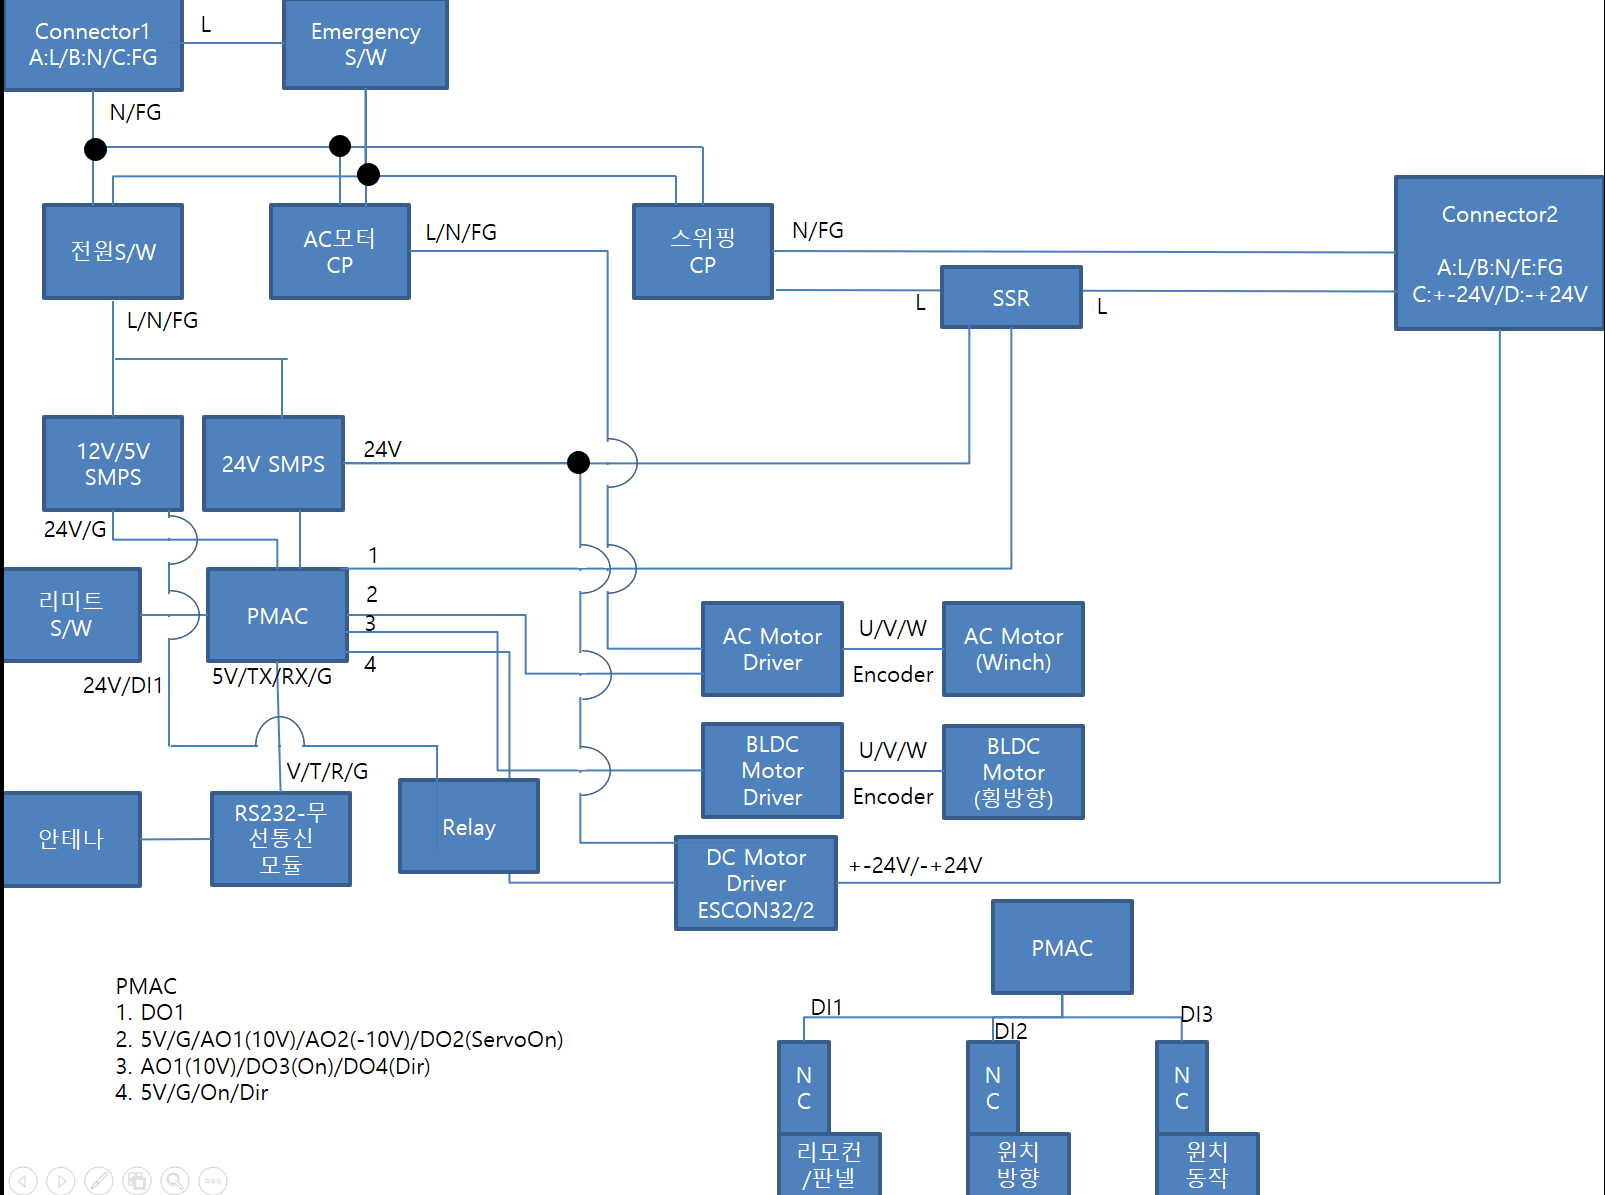 Connector1
A:L/B:N/C:FG
L
Emergency
S/W
N/FG
전원S/W
AC모터
CP
L/N/FG
스위핑
CP
N/FG
L
SSR
L
Connector2
A:L/B:N/E:FG
C:+-24V/D:-+24V
L/N/FG
12V/5V
SMPS
24V SMPS
24V
24V/G
1
2
3
4
리미트
S/W
PMAC
24V/DI1
5V/TX/RX/G
AC Motor
Driver
U/V/W
Encoder
AC Motor
(Winch)
BLDC
Motor
Driver
U/V/W
Encoder
BLDC
Motor
(횡방향)
V/T/R/G
안테나
RS232-무
선통신
모듈
Relay
DC Motor
Driver
ESCON32/2
+-24V/-+24V
PMAC
1. DO1
2. 5V/G/AO1(10V)/AO2(-10V)/DO2(ServoOn)
3. AO1(10V)/DO3(On)/DO4(Dir)
4. 5V/G/On/Dir
PMAC
DI1
DI2
DI3
N
C
N
C
N
C
리모컨
/판넬
윈치
방향
윈치
동작